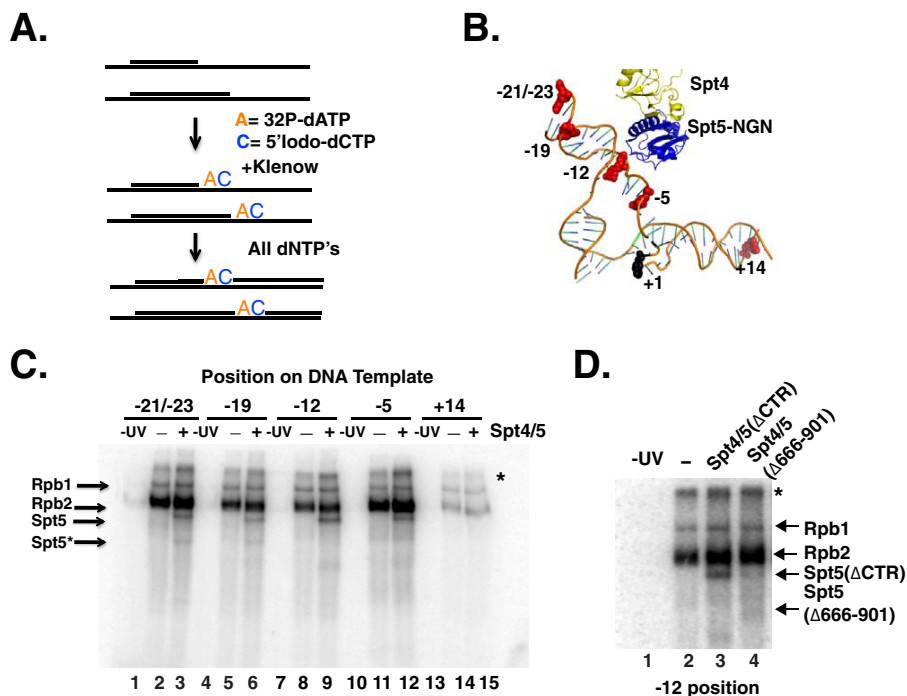 A.
A= 32P-dATP
C= 5'Iodo-dCTP
+Klenow
AC
AC
All dNTP's
AC
AC
B.
Spt4
-21/-23
Spt5-NGN
-19
-12
-5
+14
+1
C.
Position on DNA Template
-21/-23 -19 -12 -5 +14
-UV – + -UV – + -UV – + -UV – + -UV – + Spt4/5
*
Rpb1
Rpb2
Spt5
Spt5*
1 2 3 4 5 6 7 8 9 10 11 12 13 14 15
D.
-UV
–
Spt4/5(ΔCTR)
Spt4/5
(Δ666-901)
*
Rpb1
Rpb2
Spt5(ΔCTR)
Spt5
(Δ666-901)
1 2 3 4
-12 position